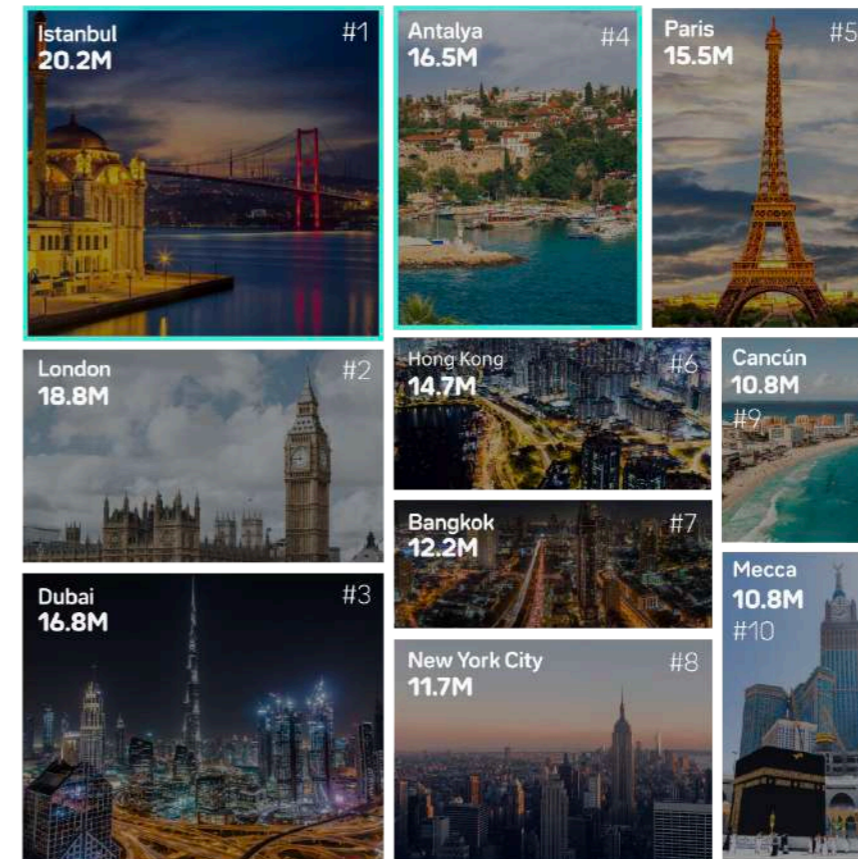 Istanbul
#1
20.2M
Antalya
#4
16.5M
Paris
#5
15.5M
London
#2
18.8M
Hong Kong
#6
14.7M
Cancún
10.8M
#9
Bangkok
#7
12.2M
Mecca
10.8M
#10
Dubai
#3
16.8M
New York City
#8
11.7M